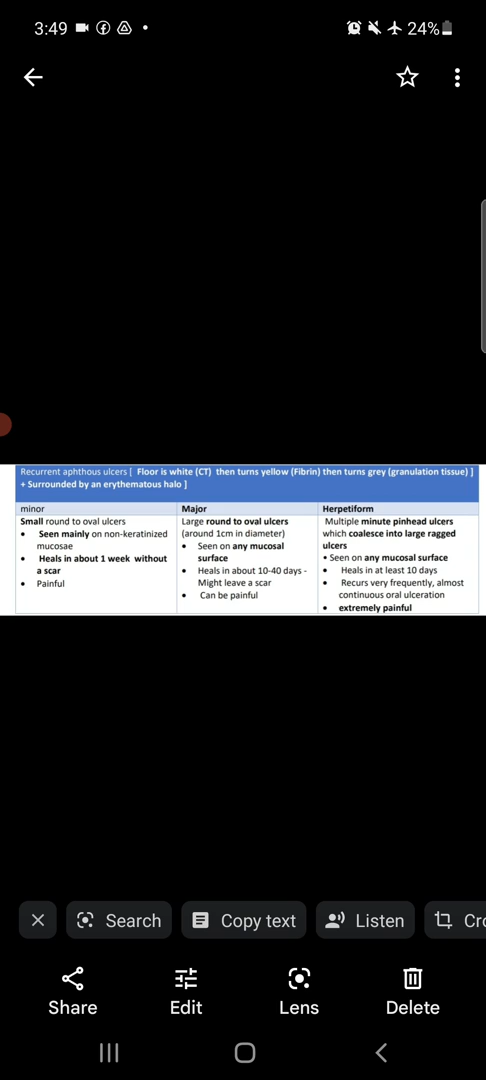 3:49
24%
Recurrent aphthous ulcers [ Floor is white (CT) then turns yellow (Fibrin) then turns grey (granulation tissue) ]
+ Surrounded by an erythematous halo ]
minor
Small round to oval ulcers
• Seen mainly on non-keratinized
mucosae
• Heals in about 1 week without
a scar
• Painful
Major
Large round to oval ulcers
(around 1cm in diameter)
• Seen on any mucosal
surface
• Heals in about 10-40 days -
Might leave a scar
• Can be painful
Herpetiform
Multiple minute pinhead ulcers
which coalesce into large ragged
ulcers
• Seen on any mucosal surface
• Heals in at least 10 days
• Recurs very frequently, almost
continuous oral ulceration
• extremely painful
Search
Copy text
Listen
Cro
Share
Edit
Lens
Delete